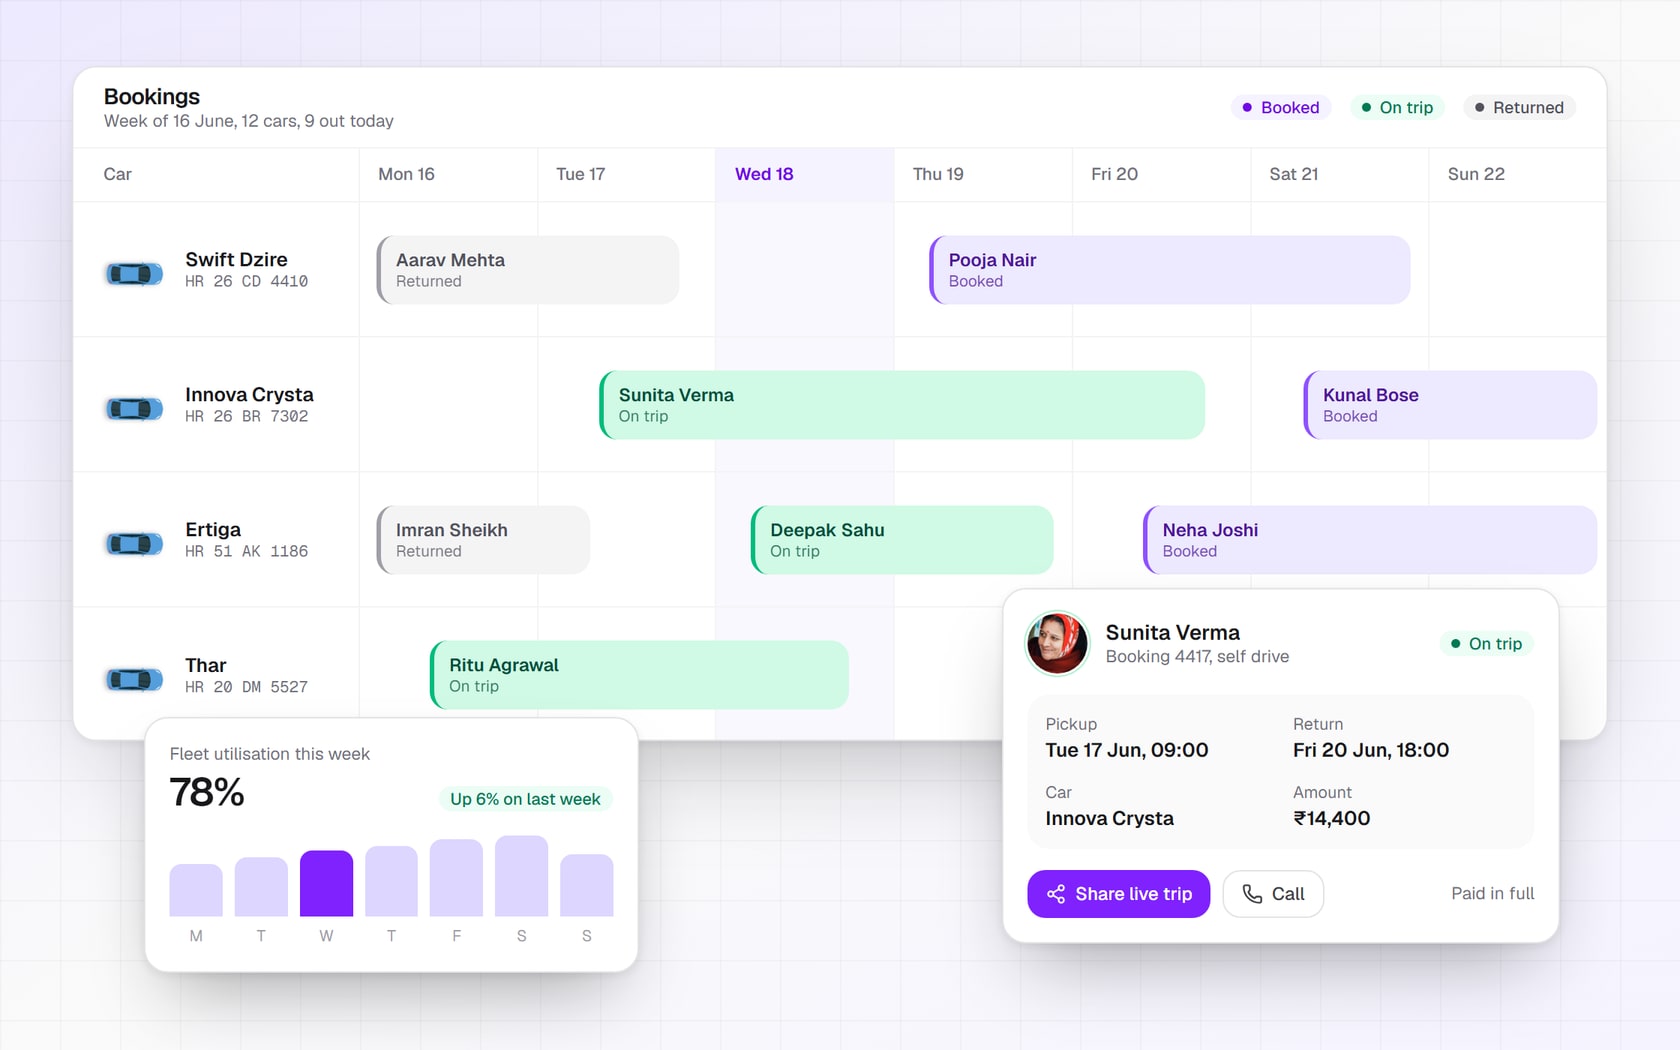 Bookings
Week of 16 June, 12 cars, 9 out today
Booked
On trip
Returned
Car
Mon 16
Tue 17
Wed 18
Thu 19
Fri 20
Sat 21
Sun 22
Swift Dzire
HR 26 CD 4410
Aarav Mehta
Returned
Pooja Nair
Booked
Innova Crysta
HR 26 BR 7302
Sunita Verma
On trip
Kunal Bose
Booked
Ertiga
HR 51 AK 1186
Imran Sheikh
Returned
Deepak Sahu
On trip
Neha Joshi
Booked
Thar
HR 20 DM 5527
Ritu Agrawal
On trip
Sunita Verma
Booking 4417, self drive
On trip
Pickup
Tue 17 Jun, 09:00
Return
Fri 20 Jun, 18:00
Car
Innova Crysta
Amount
₹14,400
Share live trip
Call
Paid in full
Fleet utilisation this week
78%
Up 6% on last week
M
T
W
T
F
S
S